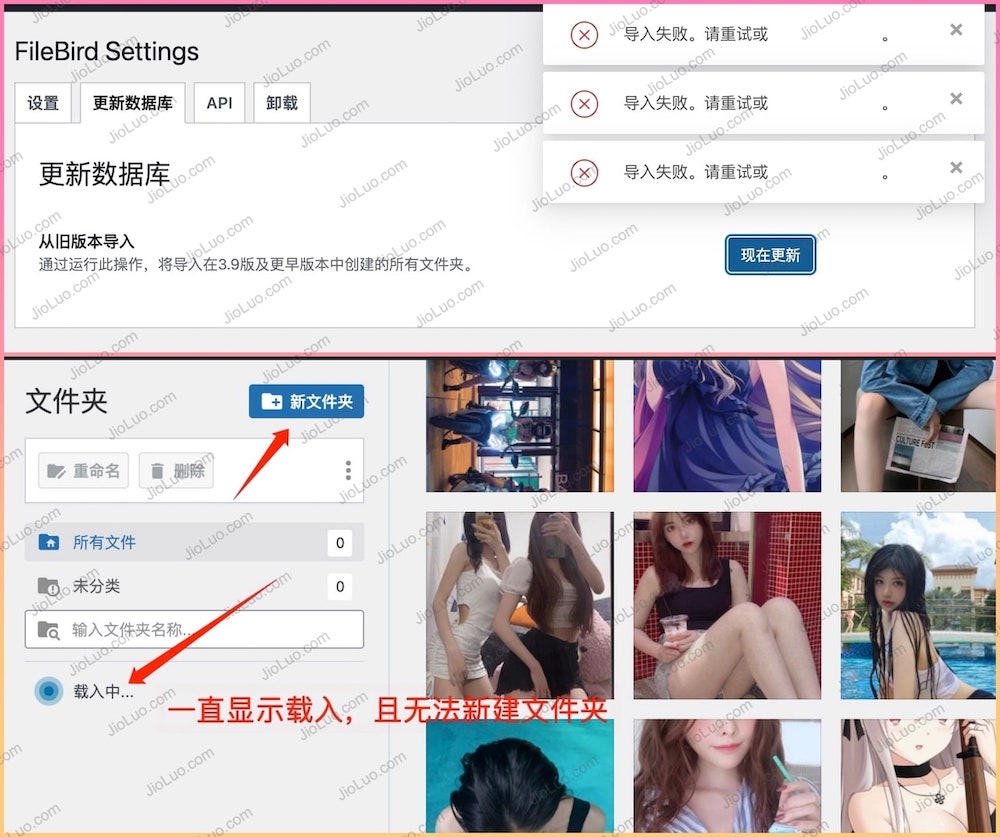 FileBird Settings
设置
更新数据库
API
卸载
导入失败。请重试或 。
导入失败。请重试或 。
导入失败。请重试或 。
更新数据库
从旧版本导入
通过运行此操作，将导入在3.9版及更早版本中创建的所有文件夹。
现在更新
文件夹
新文件夹
重命名
删除
所有文件
0
未分类
0
输入文件夹名称...
载入中...
一直显示载入，且无法新建文件夹
CULTURE POST
JioLuo.com